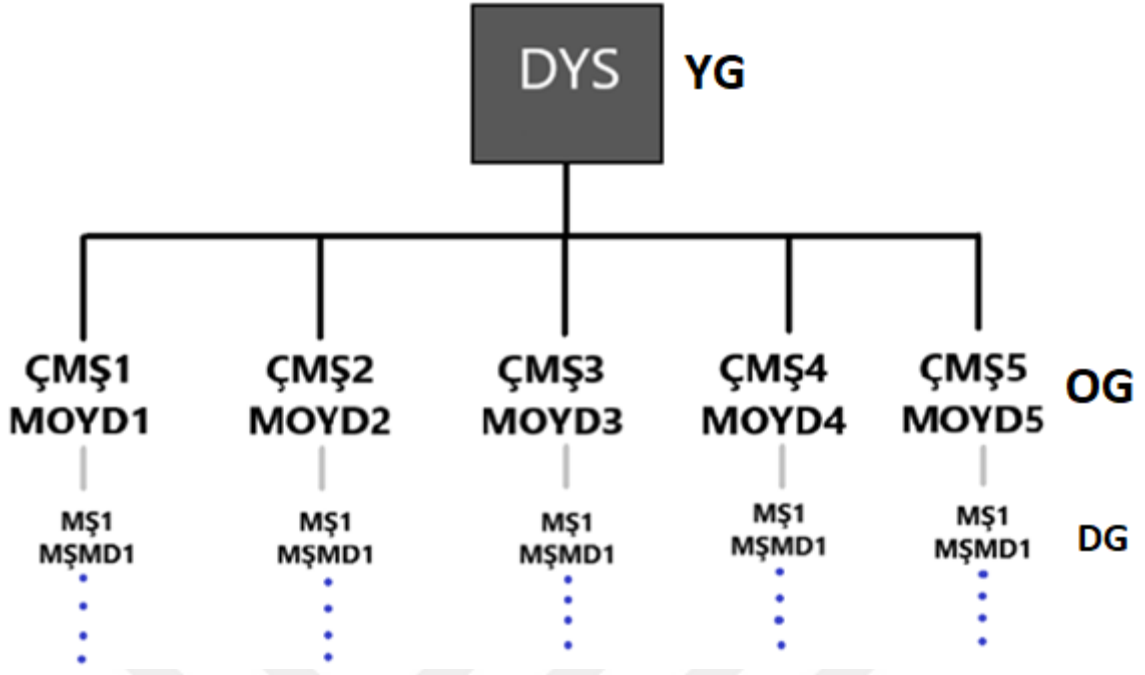 DYS YG
ÇMŞ1 ÇMŞ2 ÇMŞ3 ÇMŞ4 ÇMŞ5 OG
MOYD1 MOYD2 MOYD3 MOYD4 MOYD5
MŞ1 MŞ1 MŞ1 MŞ1 MŞ1 DG
MŞMD1 MŞMD1 MŞMD1 MŞMD1 MŞMD1